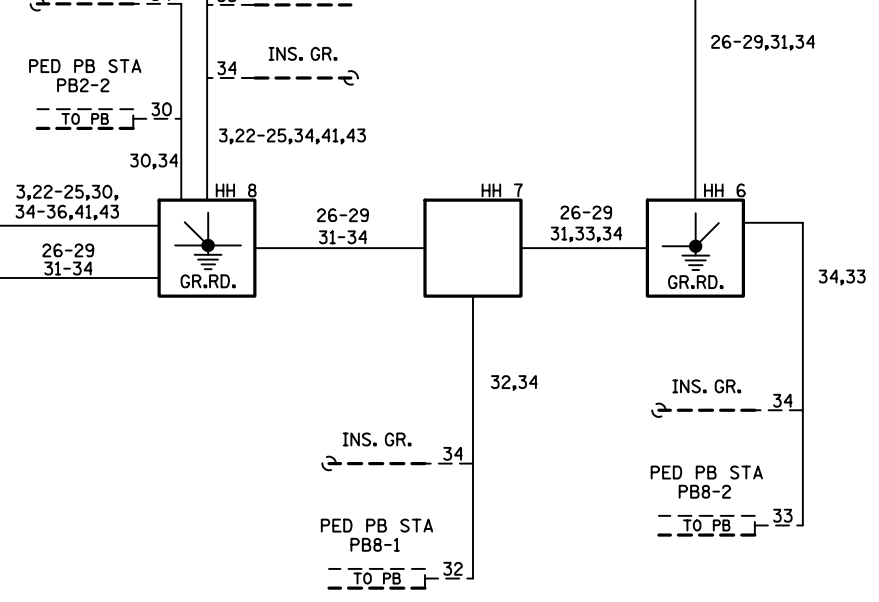 26-29,31,34
INS. GR.
34
PED PB STA
PB2-2
30
TO PB
3,22-25,34,41,43
30,34
3,22-25,30,
34-36,41,43
HH 8
HH 7
HH 6
26-29
31-34
26-29
31,33,34
26-29
31-34
GR.RD.
GR.RD.
34,33
32,34
INS. GR.
34
INS. GR.
34
PED PB STA
PB8-2
33
TO PB
PED PB STA
PB8-1
32
TO PB